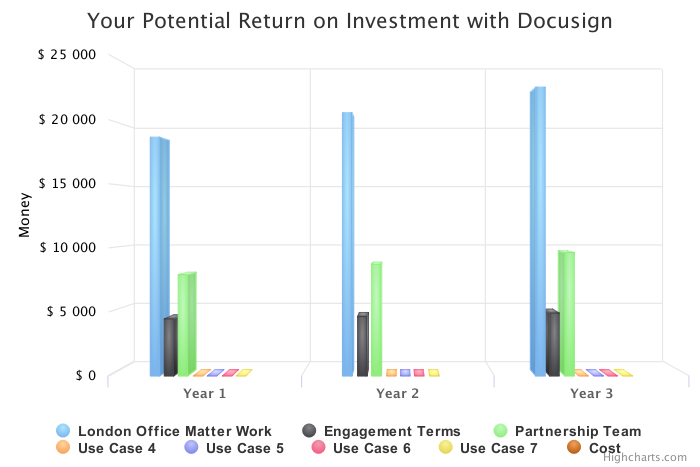 Your Potential Return on Investment with Docusign
$ 25 000
$ 20 000
$ 15 000
$ 10 000
$ 5 000
$ 0
Money
Year 1
Year 2
Year 3
London Office Matter Work
Engagement Terms
Partnership Team
Use Case 4
Use Case 5
Use Case 6
Use Case 7
Cost
Highcharts.com